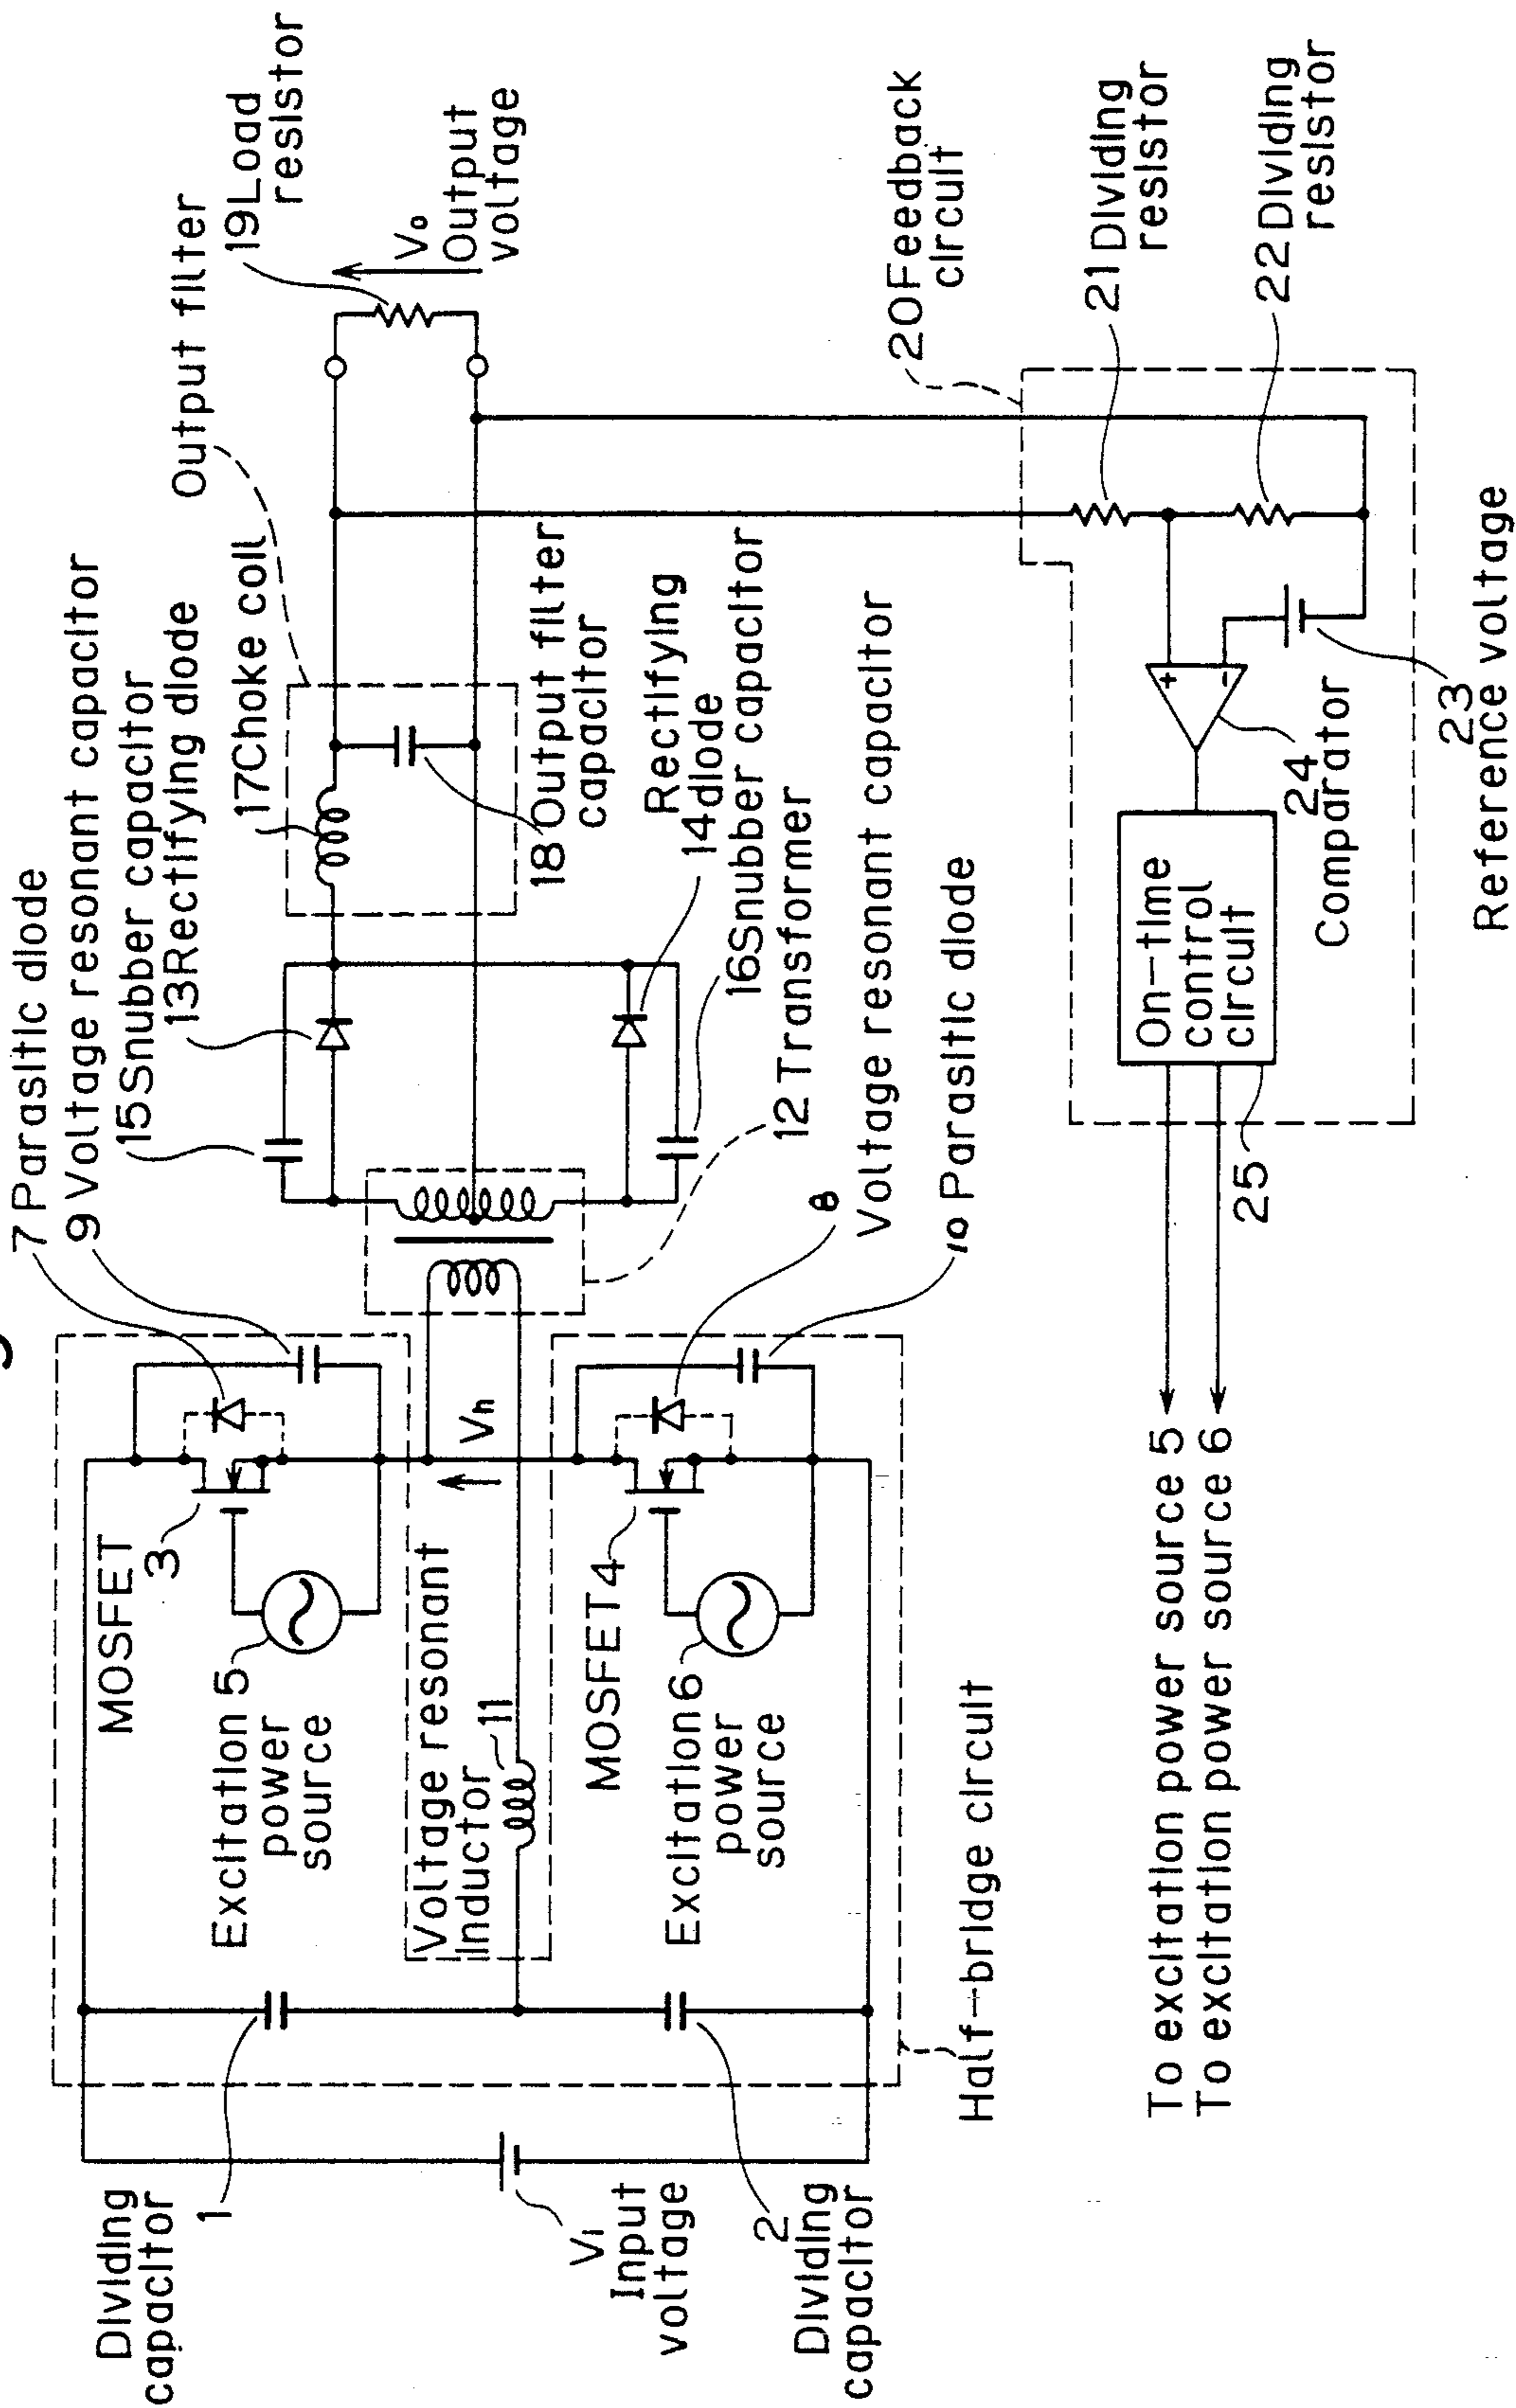 7 Parasitic diode
9 Voltage resonant capacitor
15 Snubber capacitor
13 Rectifying diode
17 Choke coil
Output filter
19 Load
resistor
Vo
Output
voltage
MOSFET
3
Excitation 5
power
source
Vh
Voltage resonant
inductor 11
MOSFET 4
Excitation 6
power
source
Dividing
capacitor
1
Vi
Input
voltage
2
Dividing
capacitor
Half-bridge circuit
18 Output filter
capacitor
Rectifying
14 diode
16 Snubber capacitor
12 Transformer
8
Voltage resonant capacitor
10 Parasitic diode
20 Feedback
circuit
21 Dividing
resistor
22 Dividing
resistor
+
-
On-time
control
circuit
24
Comparator
23
Reference voltage
25
To excitation power source 5
To excitation power source 6